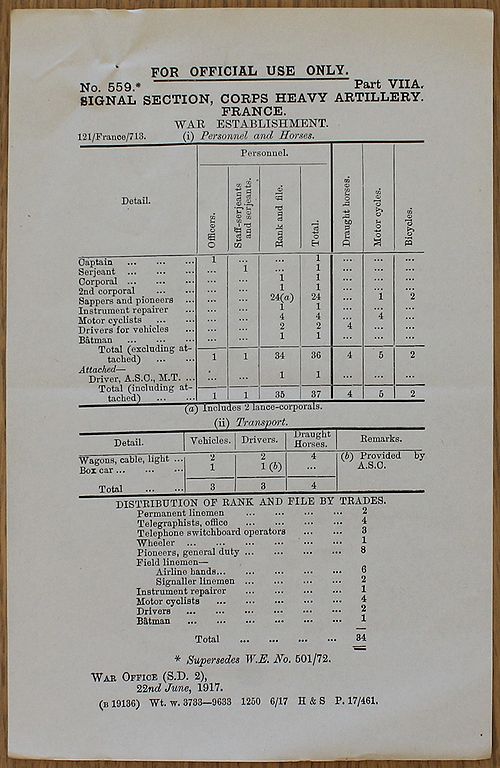 FOR OFFICIAL USE ONLY.
No. 559.* Part VIIA.
SIGNAL SECTION, CORPS HEAVY ARTILLERY.
FRANCE.
WAR ESTABLISHMENT.
121/France/713. (i) Personnel and Horses.
Detail. Personnel. Officers. Staff-serjeants and serjeants. Rank and file. Total. Draught horses. Motor cycles. Bicycles.
Captain ... ... ... 1 ... ... 1 ... ... ...
Serjeant ... ... ... ... 1 ... 1 ... ... ...
Corporal ... ... ... ... ... 1 1 ... ... ...
2nd corporal ... ... ... ... 1 1 ... ... ...
Sappers and pioneers ... ... ... 24(a) 24 ... 1 2
Instrument repairer ... ... ... 1 1 ... ... ...
Motor cyclists ... ... ... ... 4 4 ... 4 ...
Drivers for vehicles ... ... ... 2 2 4 ... ...
Bâtman ... ... ... ... ... 1 1 ... ... ...
Total (excluding at-
tached) ... ... 1 1 34 36 4 5 2
Attached—
Driver, A.S.C., M.T. ... ... ... 1 1 ... ... ...
Total (including at-
tached) ... ... 1 1 35 37 4 5 2
(a) Includes 2 lance-corporals.
(ii) Transport.
Detail. Vehicles. Drivers. Draught Horses. Remarks.
Wagons, cable, light ... 2 2 4 (b) Provided by
Box car ... ... ... 1 1 (b) ... A.S.C.
Total ... ... 3 3 4
DISTRIBUTION OF RANK AND FILE BY TRADES.
Permanent linemen ... ... ... ... 2
Telegraphists, office ... ... ... ... 4
Telephone switchboard operators ... ... 3
Wheeler ... ... ... ... ... ... 1
Pioneers, general duty ... ... ... ... 8
Field linemen—
Airline hands... ... ... ... ... 6
Signaller linemen ... ... ... ... 2
Instrument repairer ... ... ... ... 1
Motor cyclists ... ... ... ... ... 4
Drivers ... ... ... ... ... ... 2
Bâtman ... ... ... ... ... ... 1
Total ... ... ... ... 34
* Supersedes W.E. No. 501/72.
WAR OFFICE (S.D. 2),
22nd June, 1917.
(B 19136) Wt. w. 3733—9633 1250 6/17 H & S P. 17/461.